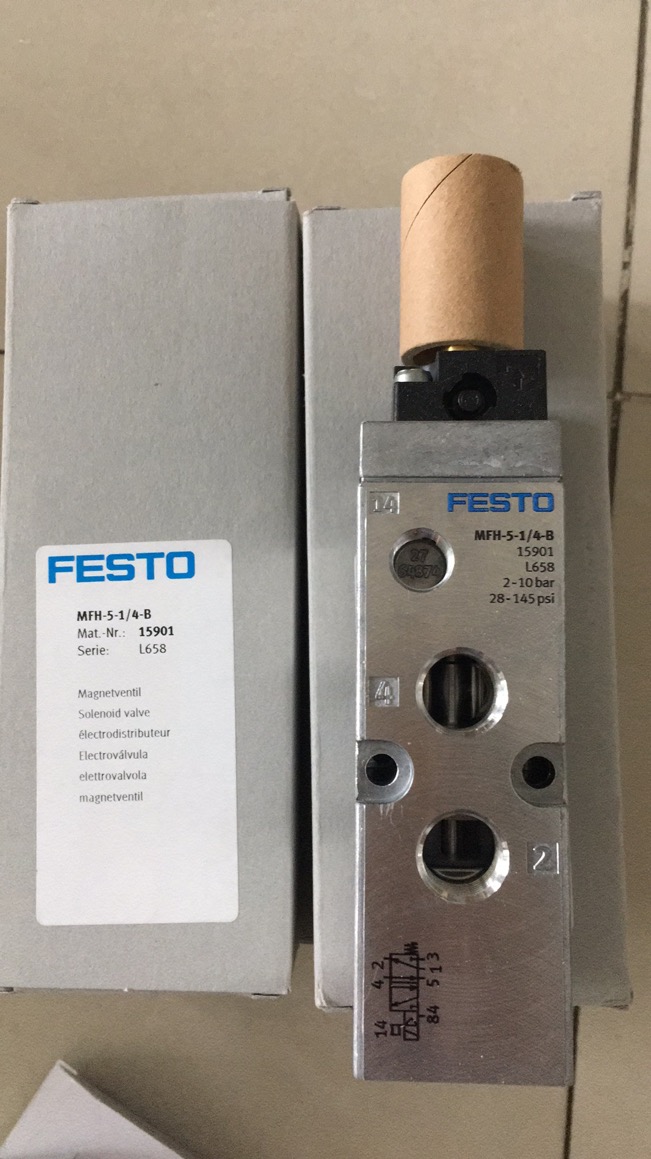 FESTO
MFH-5-1/4-B
Mat.-Nr.: 15901
Serie: L658
Magnetventil
Solenoid valve
électrodistributeur
Electroválvula
elettrovalvola
magnetventil
14
FESTO
MFH-5-1/4-B
15901
L658
2-10 bar
28-145 psi
4
2
14 4 2
84 5 1 3